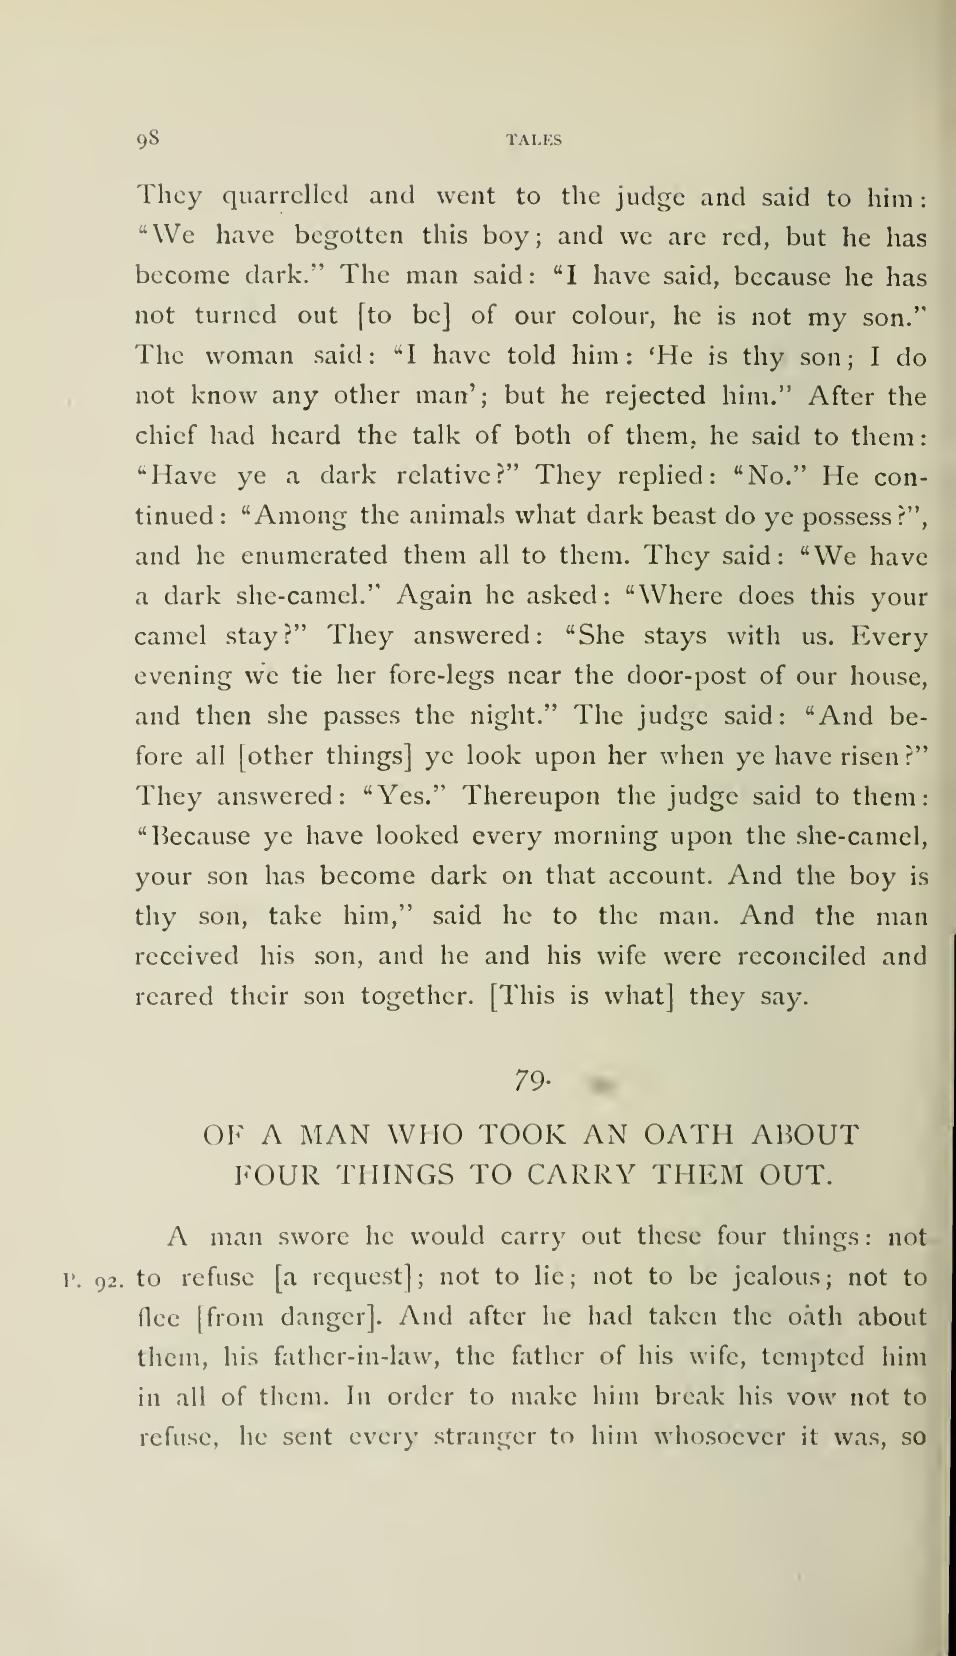 98 TALES
They quarrelled and went to the judge and said to him:
“We have begotten this boy; and we are red, but he has
become dark.” The man said: “I have said, because he has
not turned out [to be] of our colour, he is not my son.”
The woman said: “I have told him: ‘He is thy son; I do
not know any other man’; but he rejected him.” After the
chief had heard the talk of both of them, he said to them:
“Have ye a dark relative?” They replied: “No.” He con-
tinued: “Among the animals what dark beast do ye possess?”,
and he enumerated them all to them. They said: “We have
a dark she-camel.” Again he asked: “Where does this your
camel stay?” They answered: “She stays with us. Every
evening we tie her fore-legs near the door-post of our house,
and then she passes the night.” The judge said: “And be-
fore all [other things] ye look upon her when ye have risen?”
They answered: “Yes.” Thereupon the judge said to them:
“Because ye have looked every morning upon the she-camel,
your son has become dark on that account. And the boy is
thy son, take him,” said he to the man. And the man
received his son, and he and his wife were reconciled and
reared their son together. [This is what] they say.
79.
OF A MAN WHO TOOK AN OATH ABOUT
FOUR THINGS TO CARRY THEM OUT.
A man swore he would carry out these four things: not
P. 92. to refuse [a request]; not to lie; not to be jealous; not to
flee [from danger]. And after he had taken the oath about
them, his father-in-law, the father of his wife, tempted him
in all of them. In order to make him break his vow not to
refuse, he sent every stranger to him whosoever it was, so